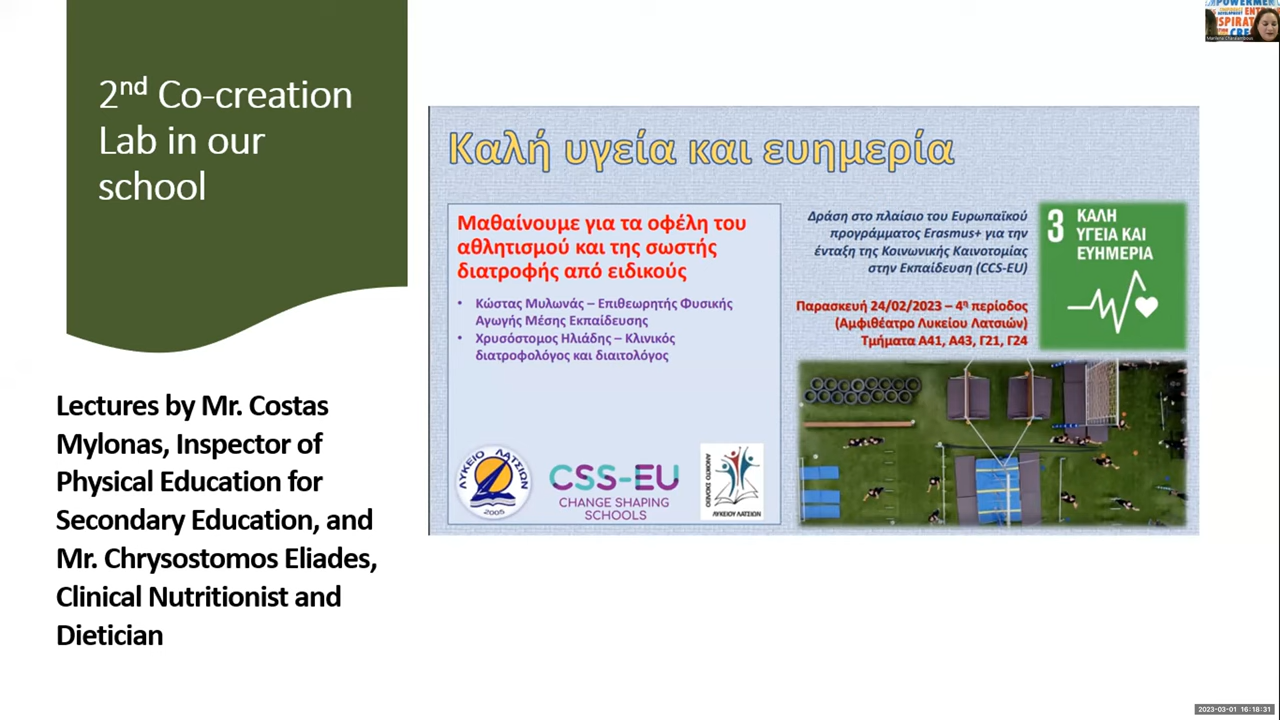 2nd Co-creation
Lab in our
school
Lectures by Mr. Costas
Mylonas, Inspector of
Physical Education for
Secondary Education, and
Mr. Chrysostomos Eliades,
Clinical Nutritionist and
Dietician
Καλή υγεία και ευημερία
Μαθαίνουμε για τα οφέλη του
αθλητισμού και της σωστής
διατροφής από ειδικούς
• Κώστας Μυλωνάς – Επιθεωρητής Φυσικής
Αγωγής Μέσης Εκπαίδευσης
• Χρυσόστομος Ηλιάδης – Κλινικός
διατροφολόγος και διαιτολόγος
ΛΥΚΕΙΟ ΛΑΤΣΙΩΝ
2005
CSS-EU
CHANGE SHAPING
SCHOOLS
ΑΝΟΙΚΤΟ ΣΧΟΛΕΙΟ
ΛΥΚΕΙΟΥ ΛΑΤΣΙΩΝ
Δράση στο πλαίσιο του Ευρωπαϊκού
προγράμματος Erasmus+ για την
ένταξη της Κοινωνικής Καινοτομίας
στην Εκπαίδευση (CCS-EU)
Παρασκευή 24/02/2023 – 4η περίοδος
(Αμφιθέατρο Λυκείου Λατσιών)
Τμήματα Α41, Α43, Γ21, Γ24
3 ΚΑΛΗ
ΥΓΕΙΑ ΚΑΙ
ΕΥΗΜΕΡΙΑ
2023-03-01 16:18:31